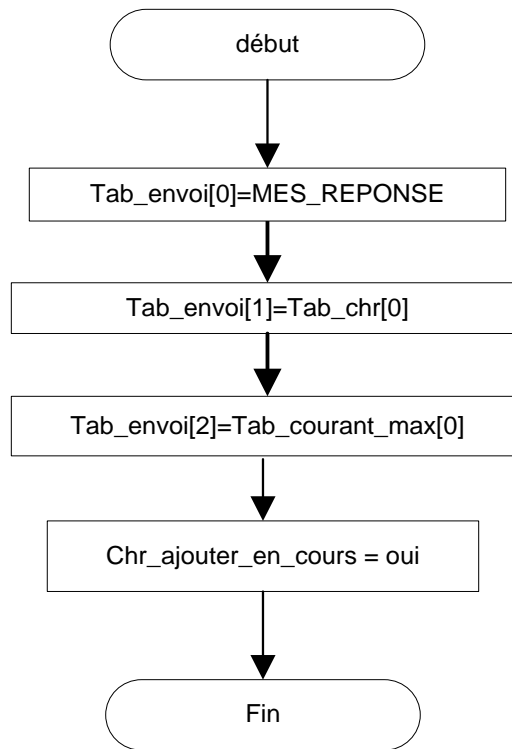 début
Tab_envoi[0]=MES_REPONSE
Tab_envoi[1]=Tab_chr[0]
Tab_envoi[2]=Tab_courant_max[0]
Chr_ajouter_en_cours = oui
Fin